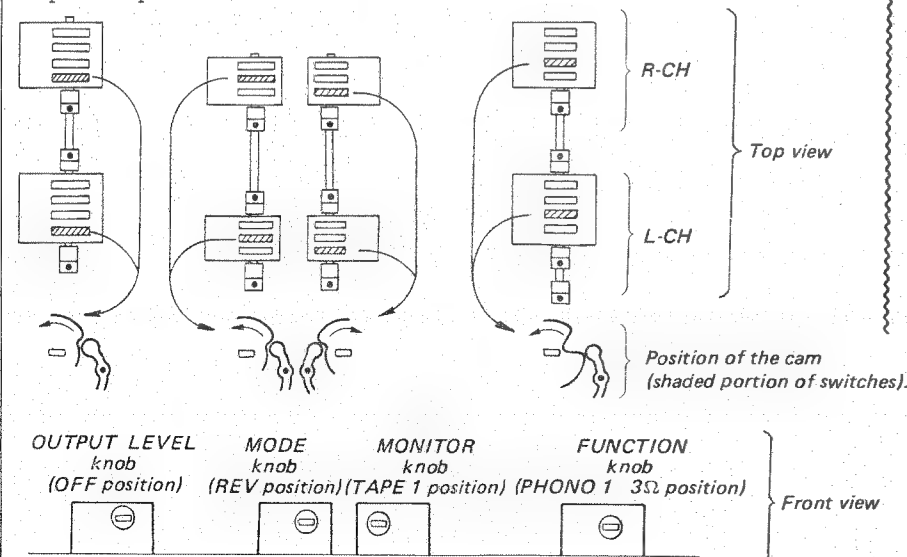 R-CH
Top view
L-CH
Position of the cam
(shaded portion of switches).
OUTPUT LEVEL
knob
(OFF position)
MODE
knob
(REV position)
MONITOR
knob
(TAPE 1 position)
FUNCTION
knob
(PHONO 1 3Ω position)
Front view